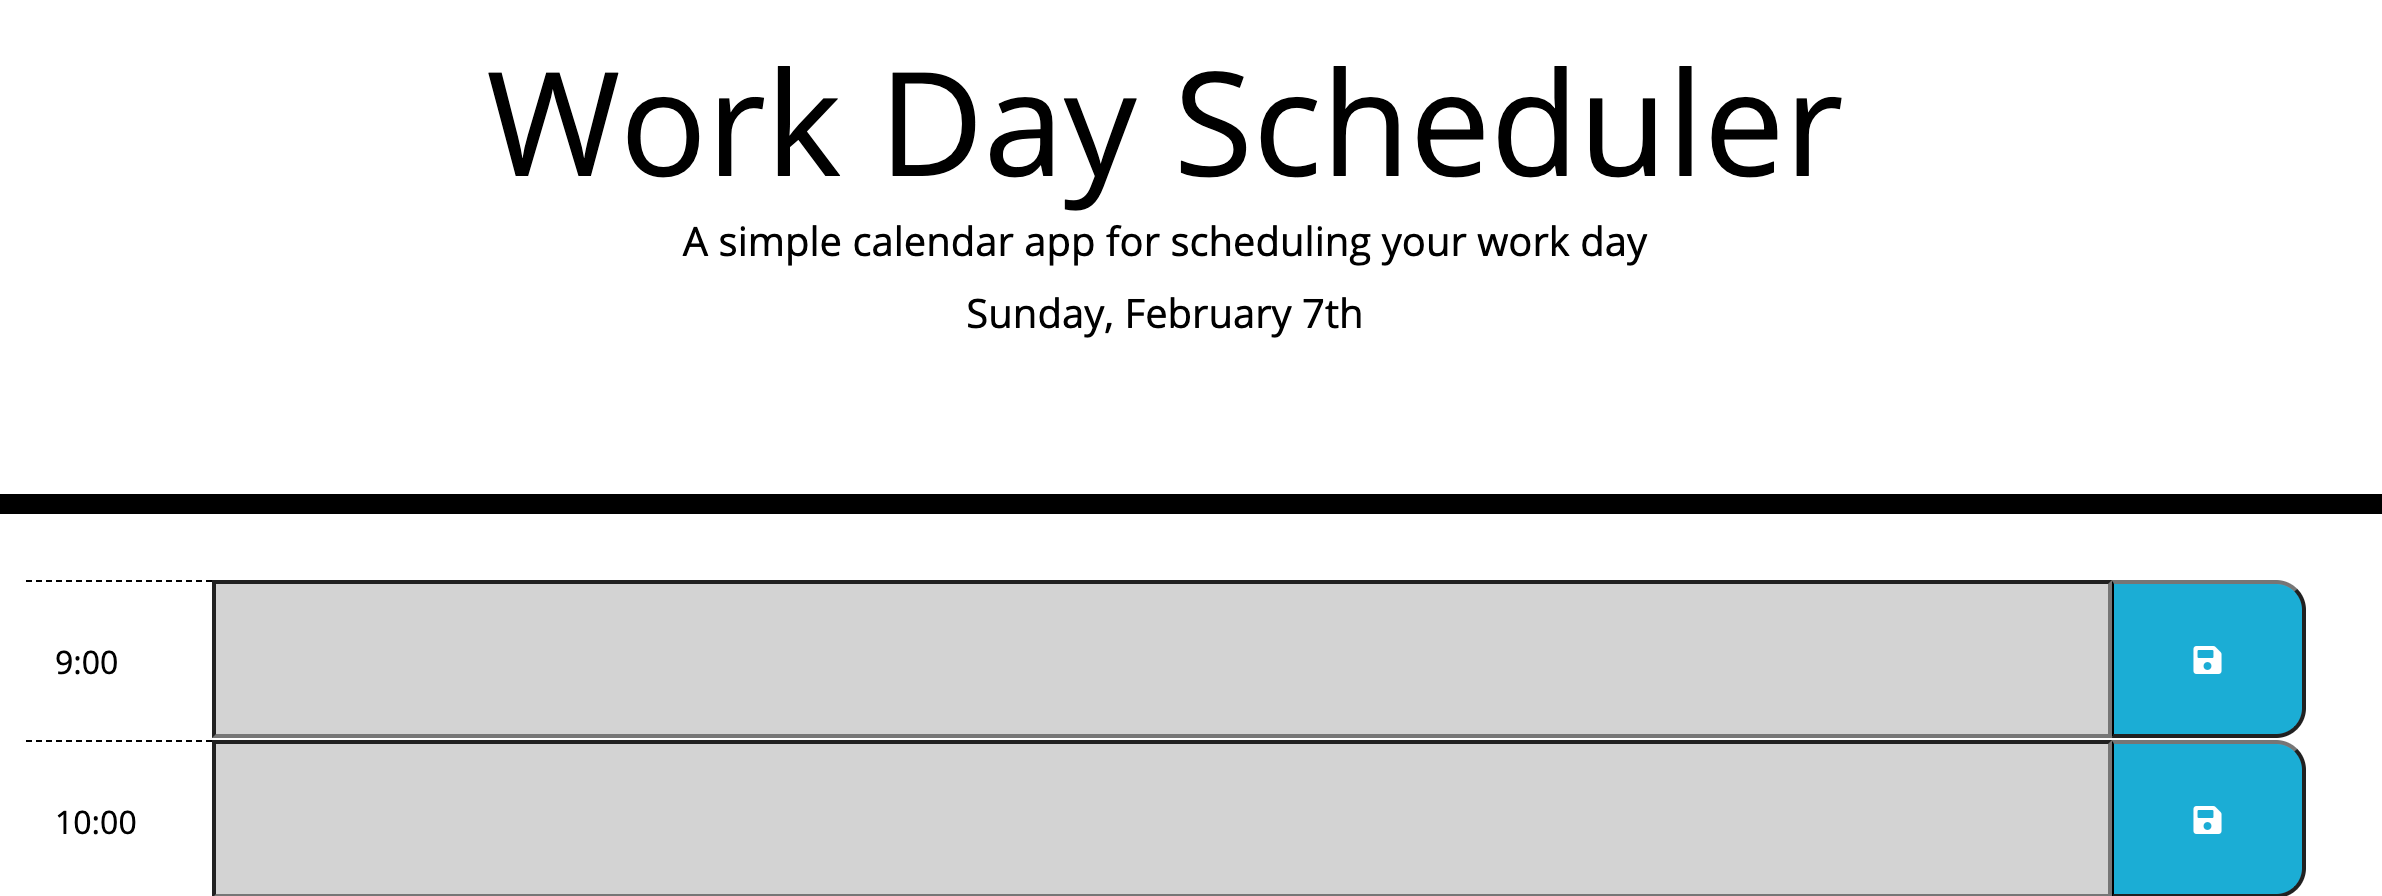 Work Day Scheduler
A simple calendar app for scheduling your work day
Sunday, February 7th
9:00
10:00